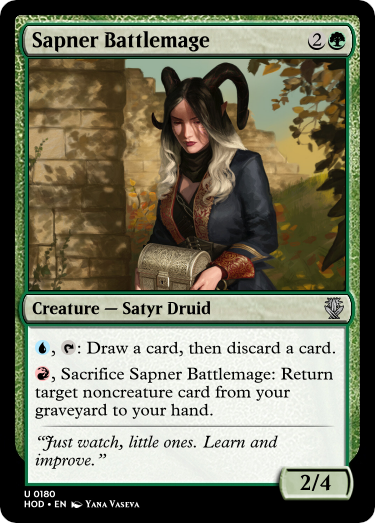 Sapner Battlemage 2
Creature — Satyr Druid
, : Draw a card, then discard a card.
, Sacrifice Sapner Battlemage: Return
target noncreature card from your
graveyard to your hand.
“Just watch, little ones. Learn and
improve.”
2/4
U 0180
HOD • EN Yana Vaseva